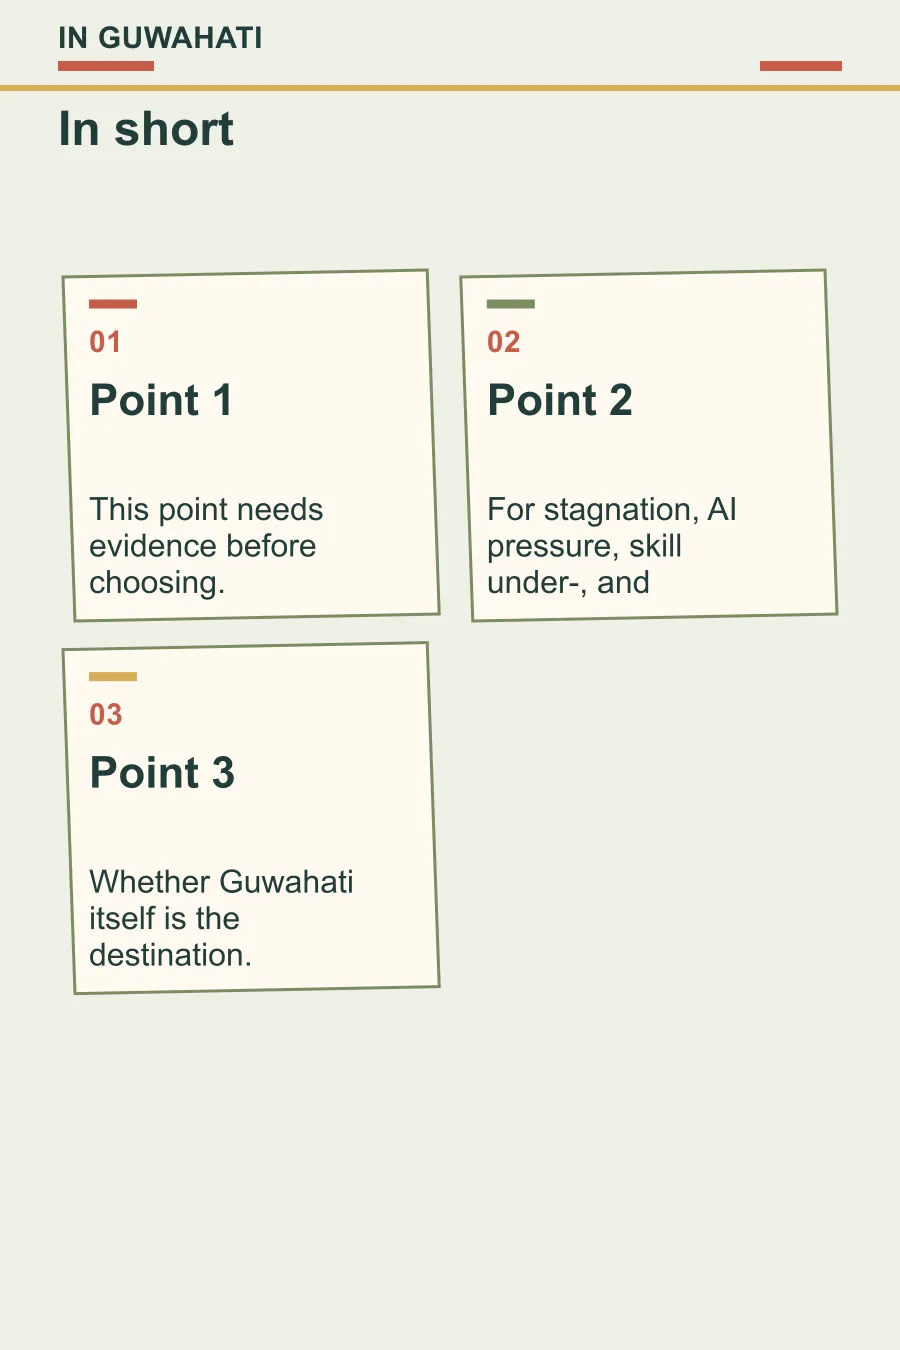 IN GUWAHATI
In short
01
Point 1
This point needs
evidence before
choosing.
02
Point 2
For stagnation, AI
pressure, skill
under-, and
03
Point 3
Whether Guwahati
itself is the
destination.